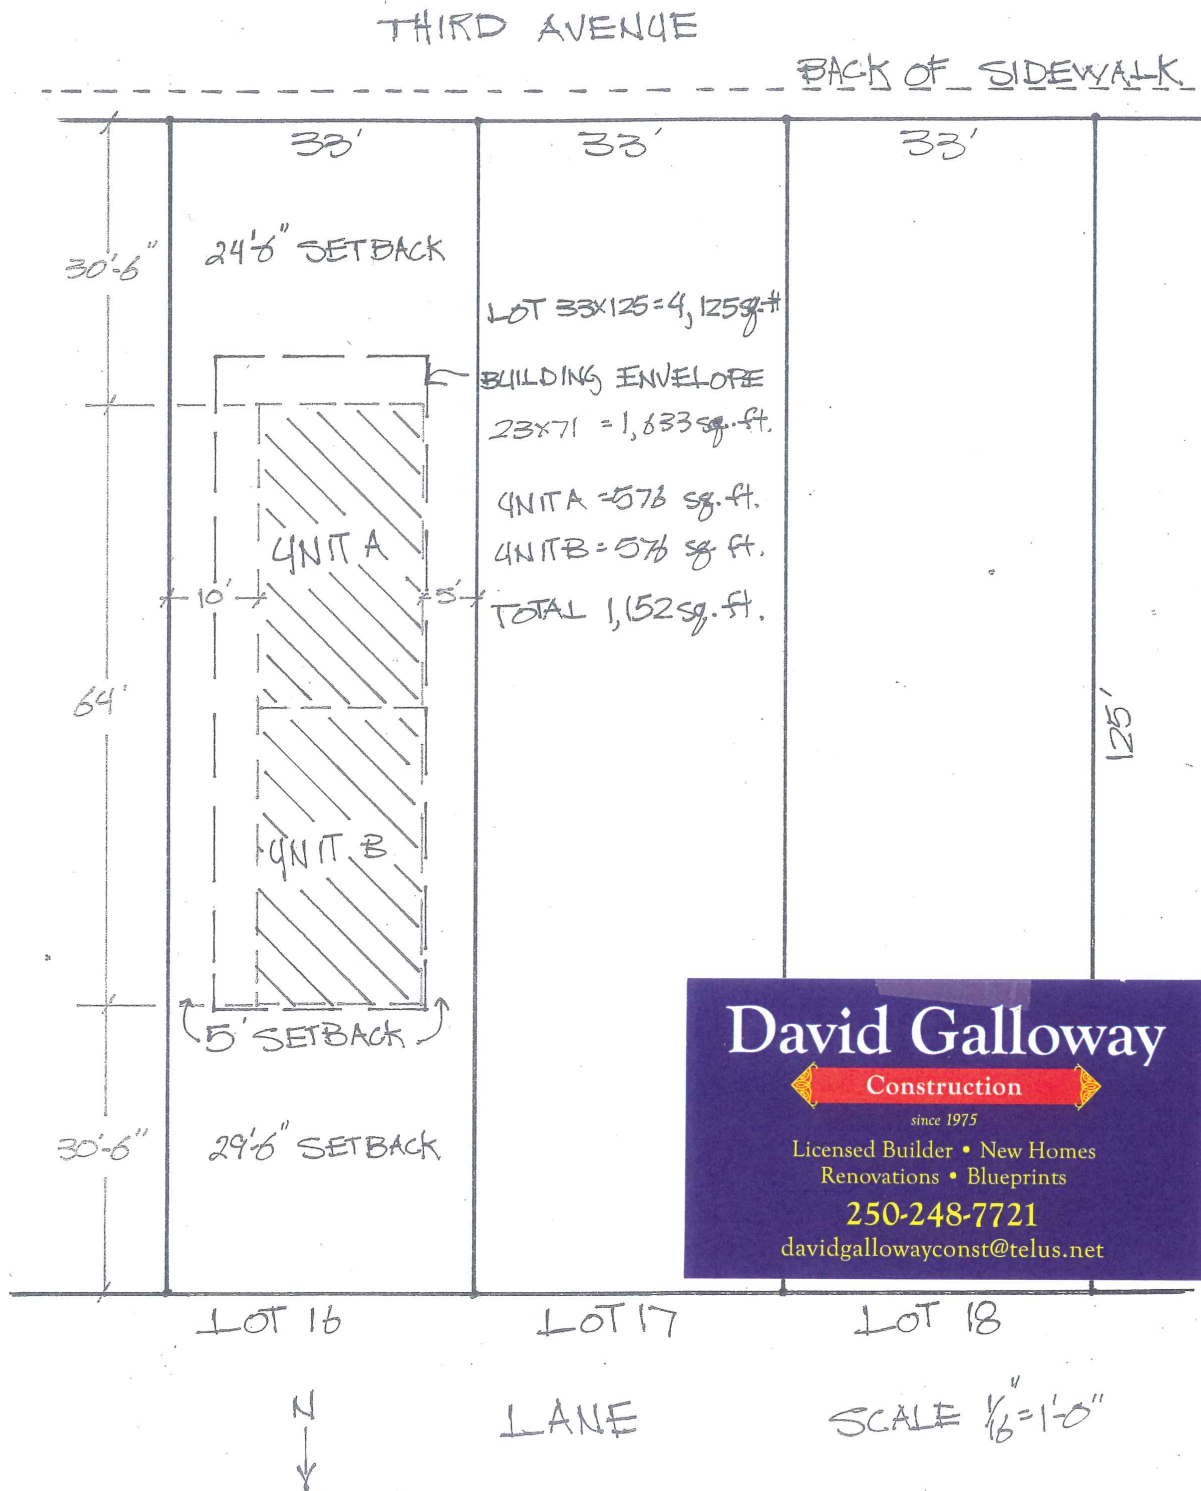 THIRD AVENUE
BACK OF SIDEWALK
33'
33'
33'
30'-6"
24'-6" SETBACK
LOT 33x125=4,125sq.ft
BUILDING ENVELOPE
23x71 = 1,633 sq.ft.
UNIT A = 576 sq.ft.
UNIT B = 576 sq. ft.
TOTAL 1,152 sq.ft.
UNIT A
10'
5'
64'
125'
UNIT B
5' SETBACK
30'-6"
29'-6" SETBACK
David Galloway
Construction
since 1975
Licensed Builder • New Homes
Renovations • Blueprints
250-248-7721
davidgallowayconst@telus.net
LOT 16
LOT 17
LOT 18
N
LANE
SCALE 1/16"=1'-0"